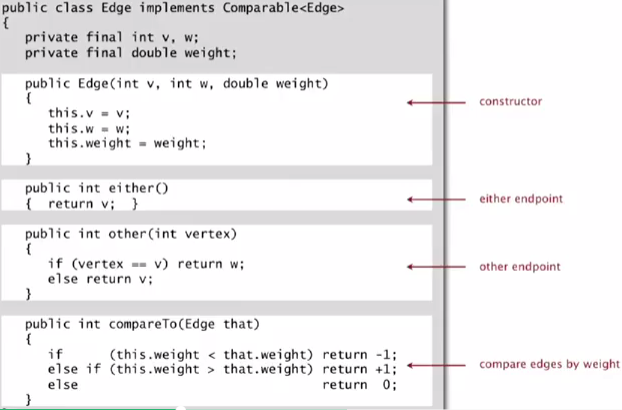 public class Edge implements Comparable<Edge>
{
private final int v, w;
private final double weight;
public Edge(int v, int w, double weight)
{
this.v = v;
this.w = w;
this.weight = weight;
}
constructor
public int either()
{ return v; }
either endpoint
public int other(int vertex)
{
if (vertex == v) return w;
else return v;
}
other endpoint
public int compareTo(Edge that)
{
if (this.weight < that.weight) return -1;
else if (this.weight > that.weight) return +1;
else return 0;
}
compare edges by weight